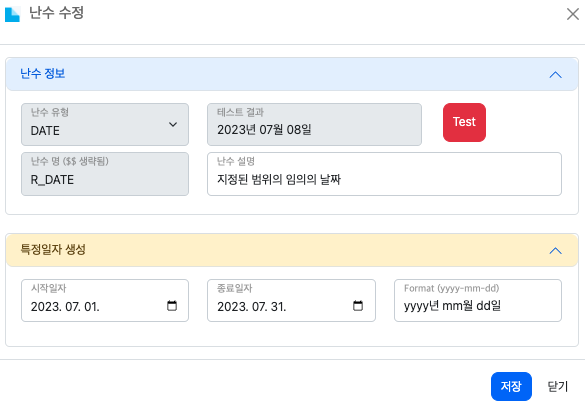 난수 수정
난수 정보
난수 유형
DATE
테스트 결과
2023년 07월 08일
Test
난수 명 ($$ 생략됨)
R_DATE
난수 설명
지정된 범위의 임의의 날짜
특정일자 생성
시작일자
2023. 07. 01.
종료일자
2023. 07. 31.
Format (yyyy-mm-dd)
yyyy년 mm월 dd일
저장
닫기